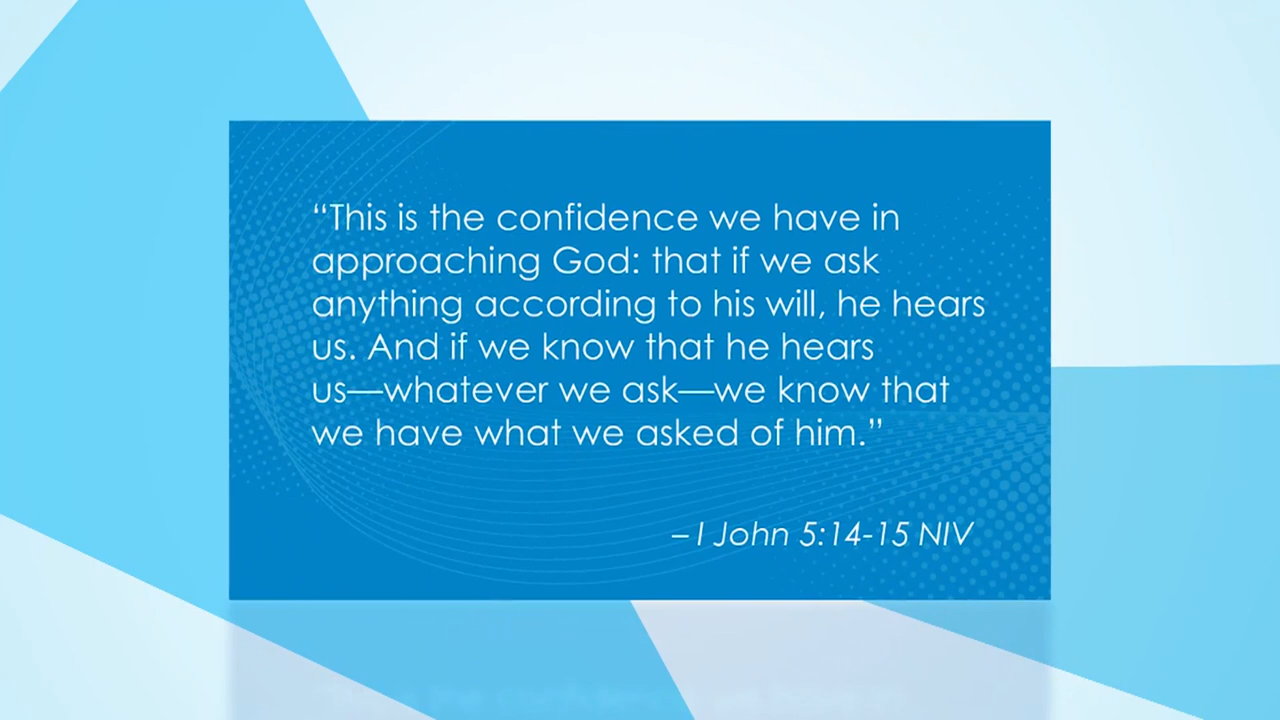 “This is the confidence we have in
approaching God: that if we ask
anything according to his will, he hears
us. And if we know that he hears
us—whatever we ask—we know that
we have what we asked of him.”
– I John 5:14-15 NIV